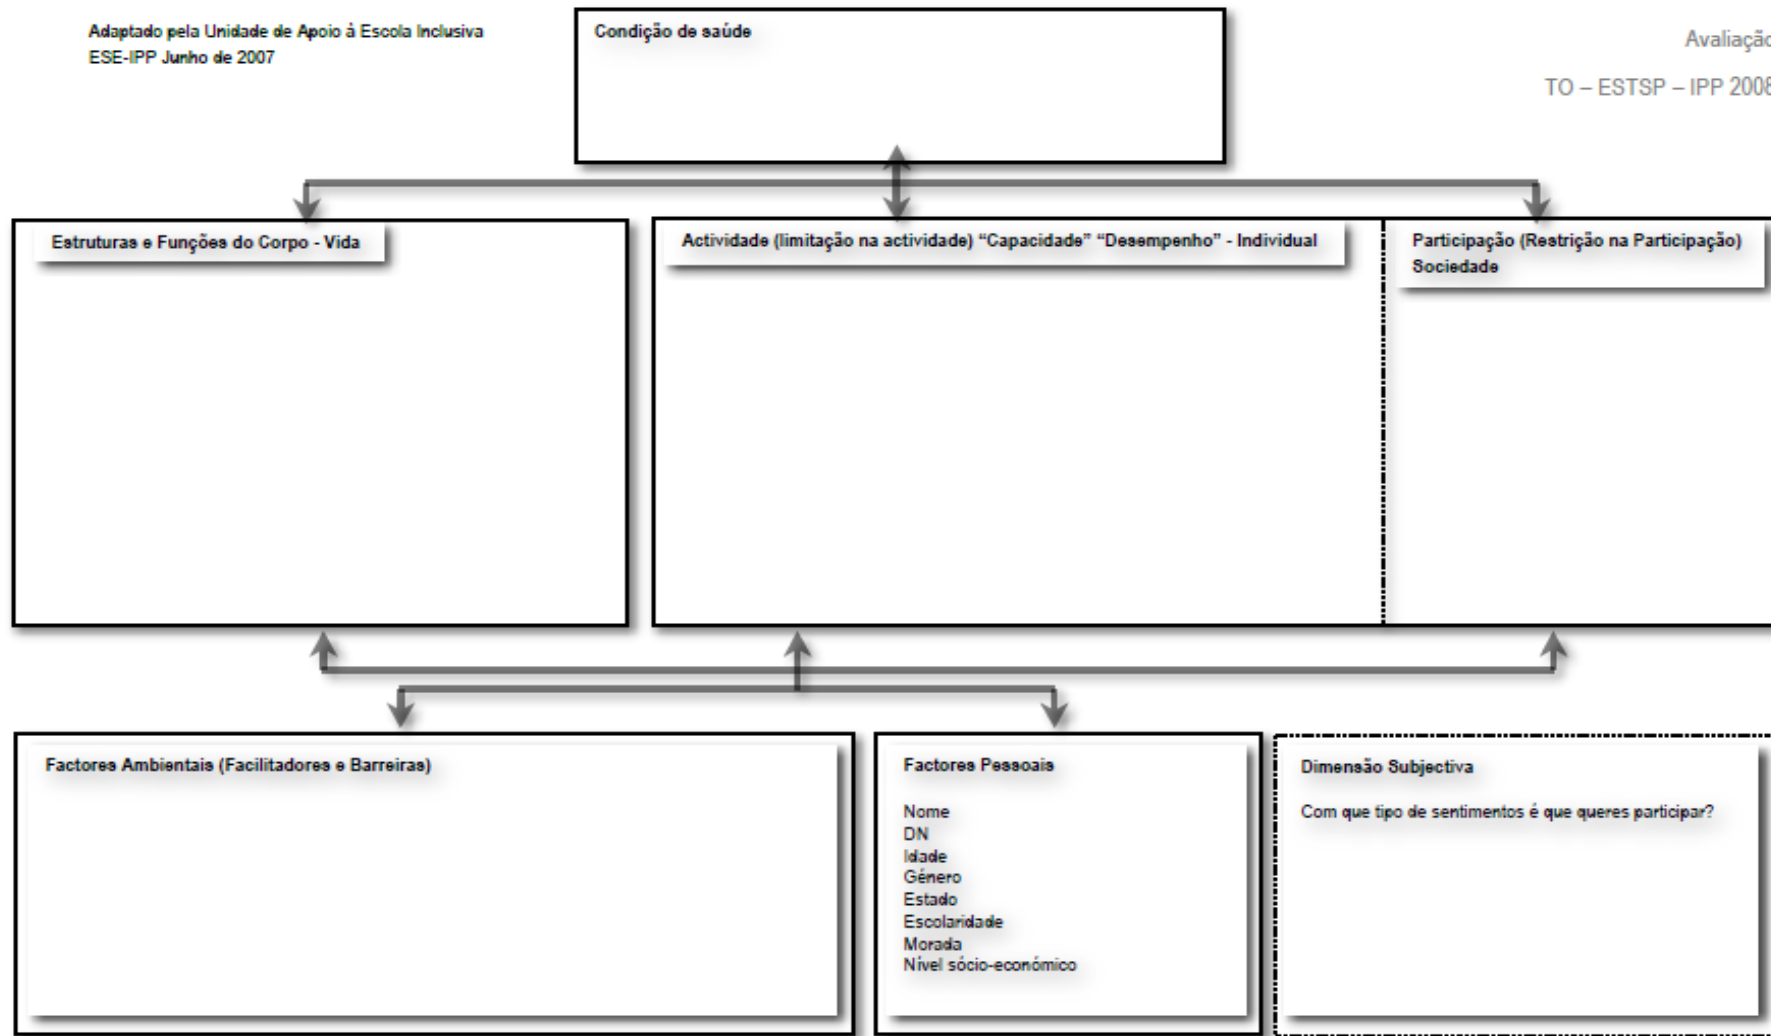 Adaptado pela Unidade de Apoio à Escola Inclusiva
ESE-IPP Junho de 2007
Condição de saúde
Avaliação
TO – ESTSP – IPP 2008
Estruturas e Funções do Corpo - Vida
Actividade (limitação na actividade) “Capacidade” “Desempenho” - Individual
Participação (Restrição na Participação)
Sociedade
Factores Ambientais (Facilitadores e Barreiras)
Factores Pessoais
Nome
DN
Idade
Género
Estado
Escolaridade
Morada
Nível sócio-económico
Dimensão Subjectiva
Com que tipo de sentimentos é que queres participar?